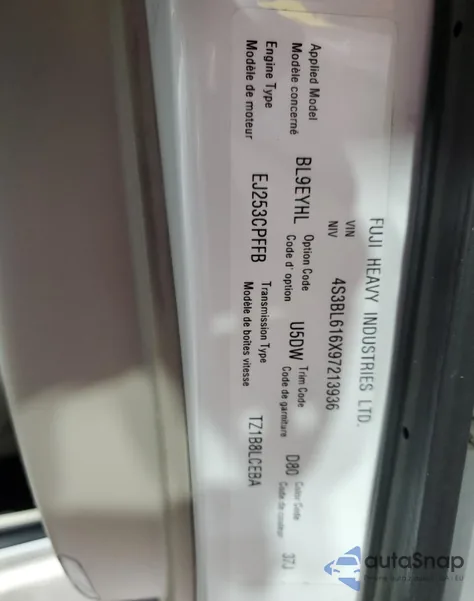 FUJI HEAVY INDUSTRIES LTD.
VIN
NIV
4S3BL616X97213936
Applied Model
Modèle concerné
BL9EYHL
Option Code
Code d'option
U5DW
Trim Code
Code de garniture
D80
Color Code
Code de couleur
37J
Engine Type
Modèle de moteur
EJ253CPFFB
Transmission Type
Modèle de boîtes vitesse
TZ1B8LCEBA
autaSnap